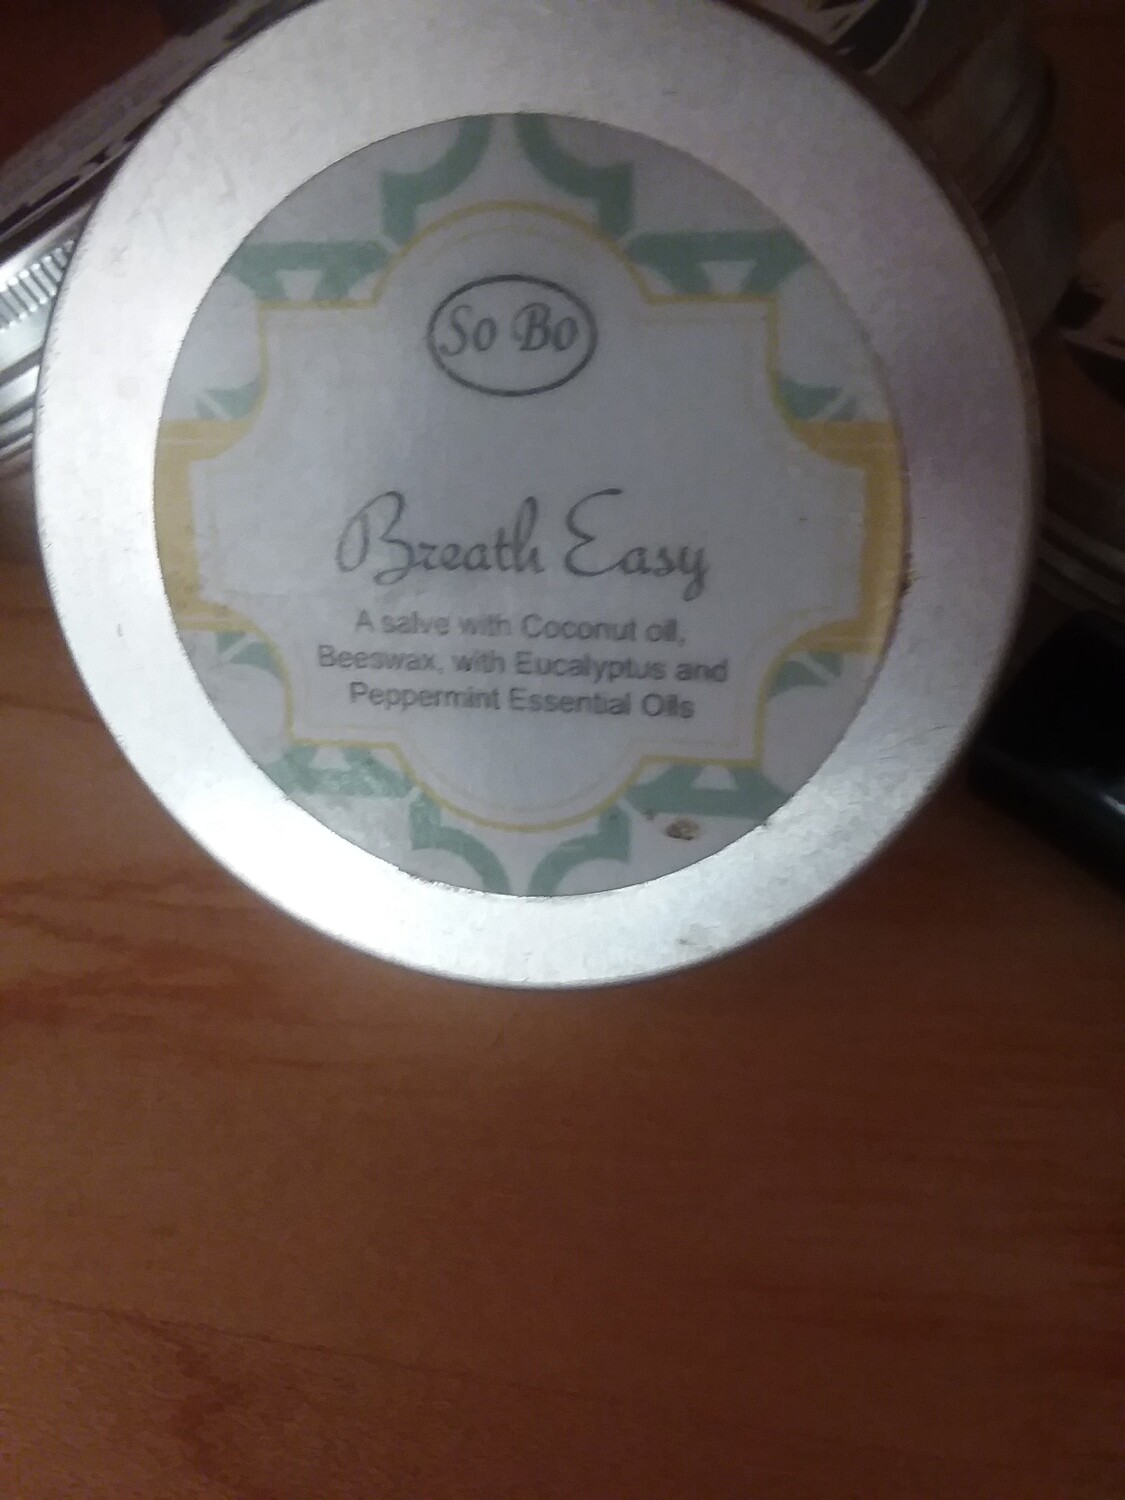 So Bo
Breath Easy
A salve with Coconut oil,
Beeswax, with Eucalyptus and
Peppermint Essential Oils